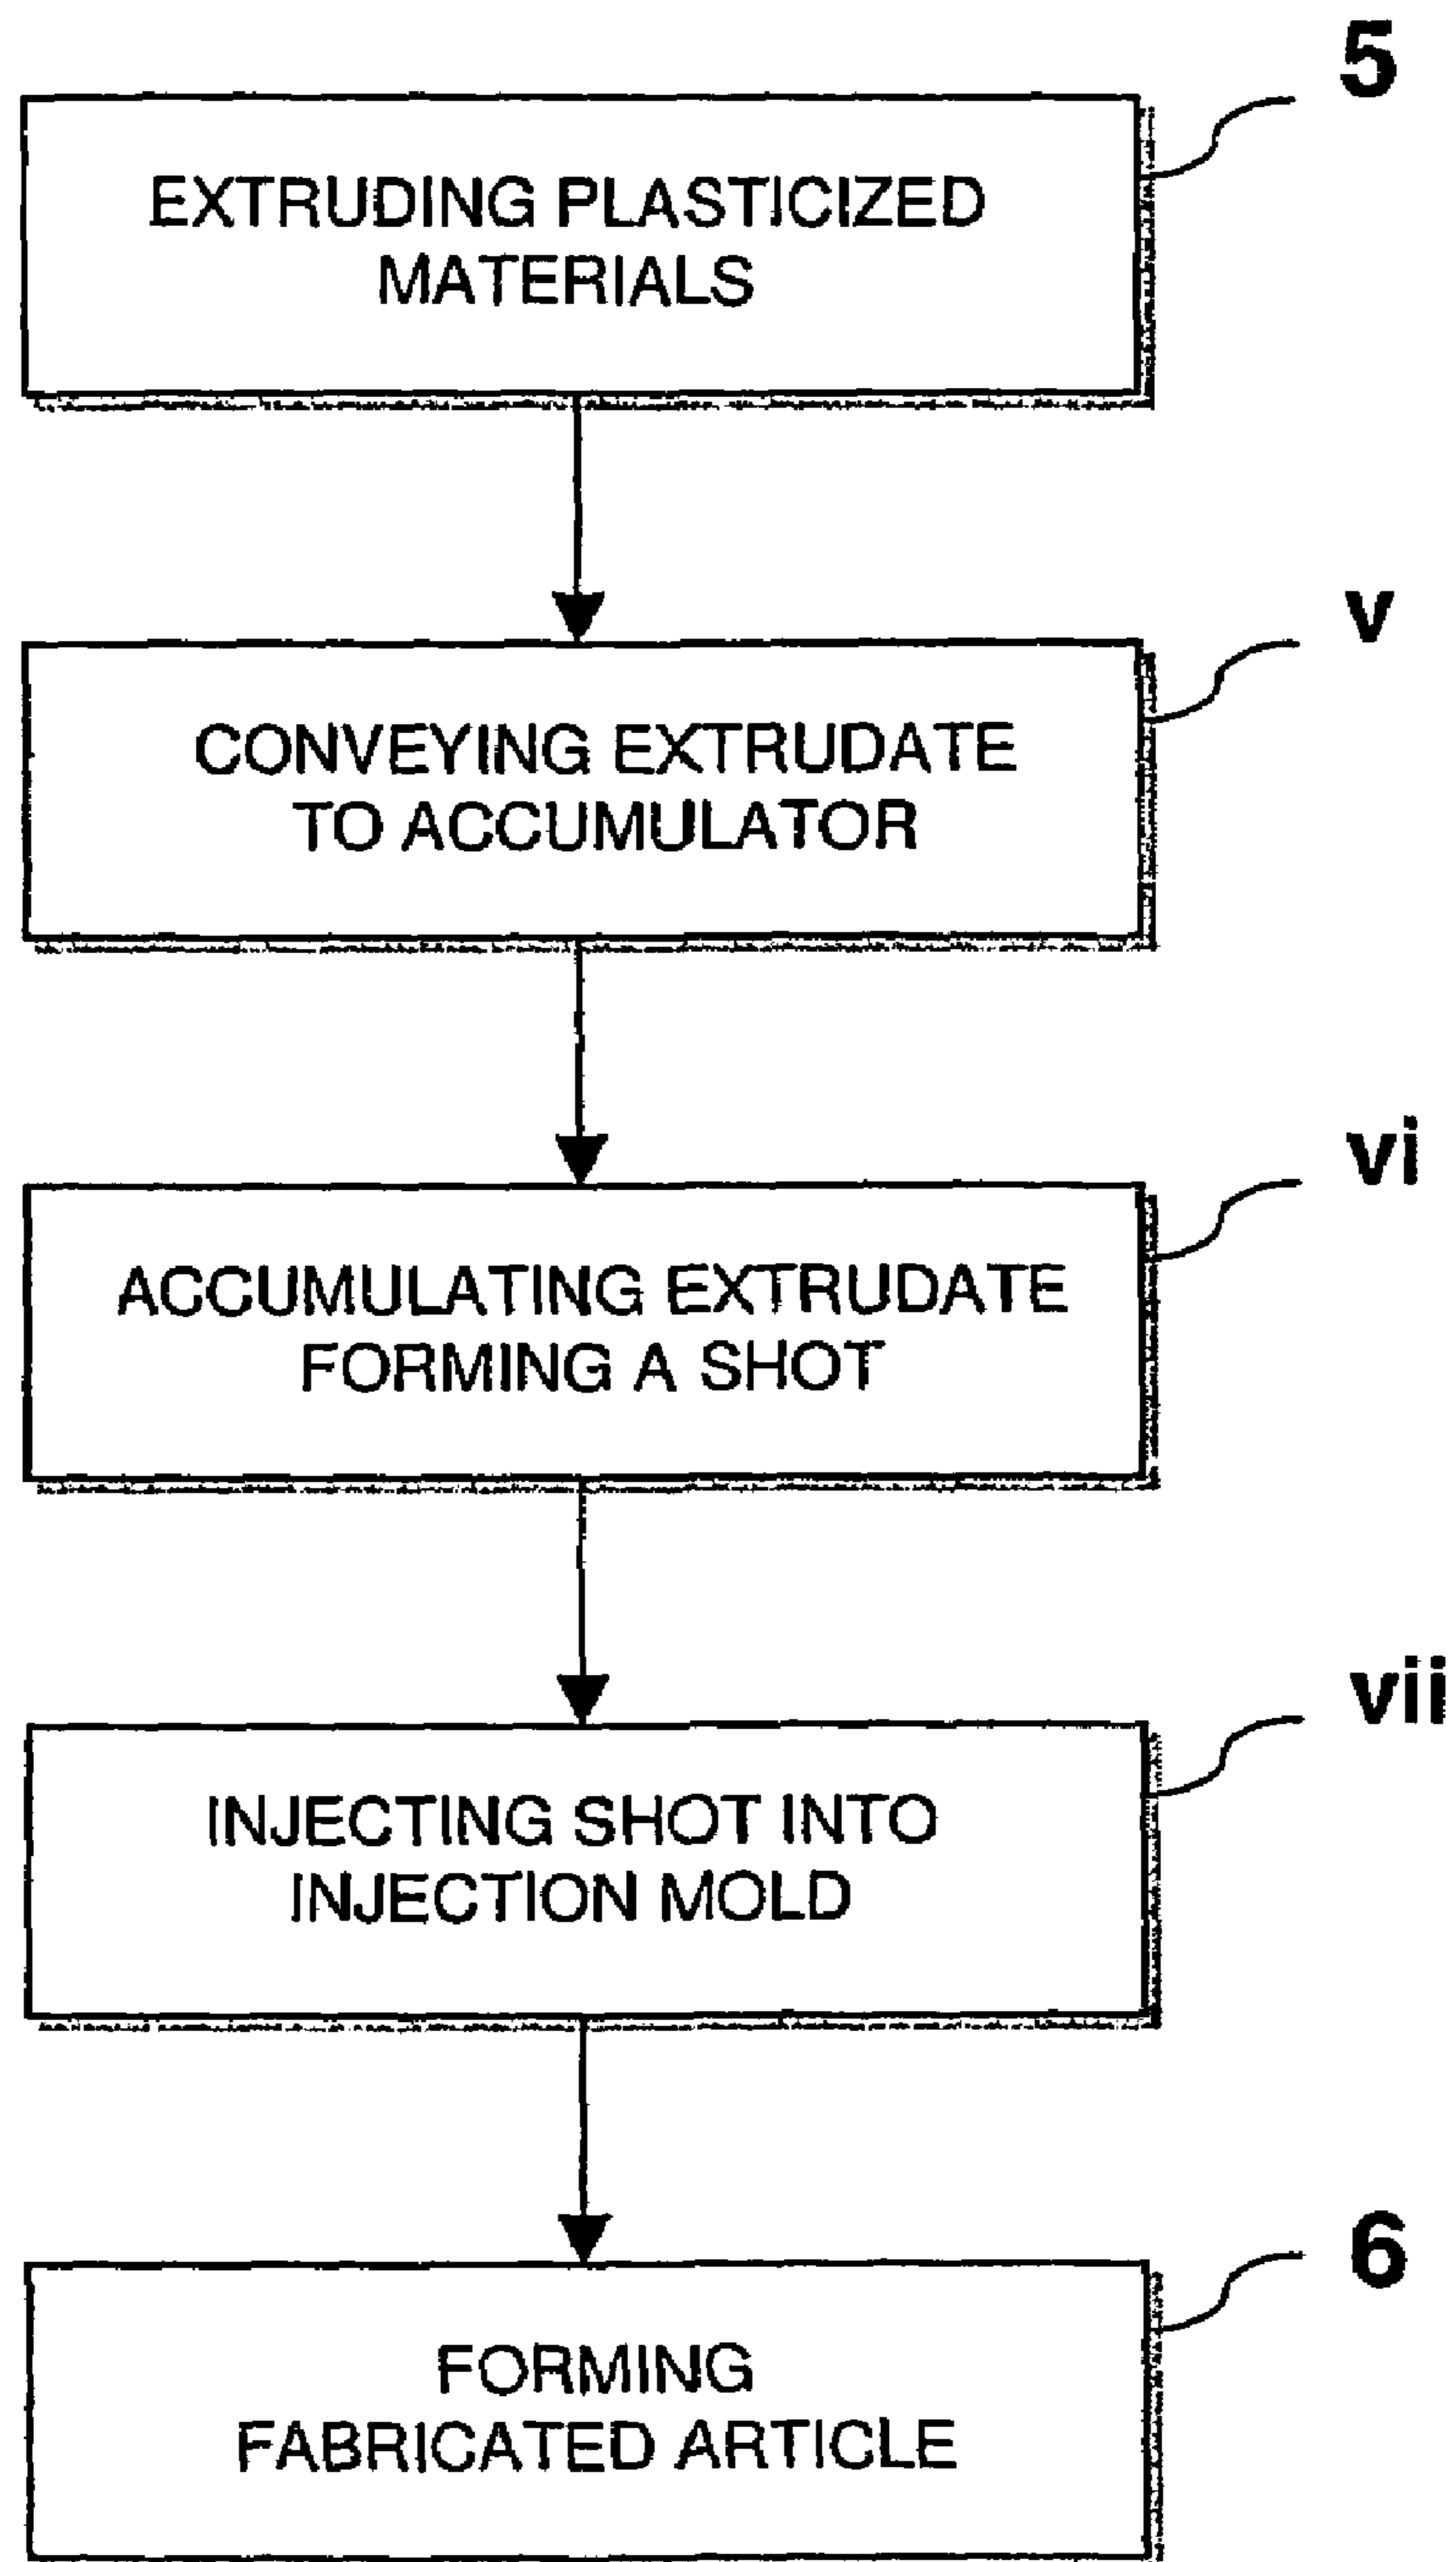 5
EXTRUDING PLASTICIZED
MATERIALS
v
CONVEYING EXTRUDATE
TO ACCUMULATOR
vi
ACCUMULATING EXTRUDATE
FORMING A SHOT
vii
INJECTING SHOT INTO
INJECTION MOLD
6
FORMING
FABRICATED ARTICLE